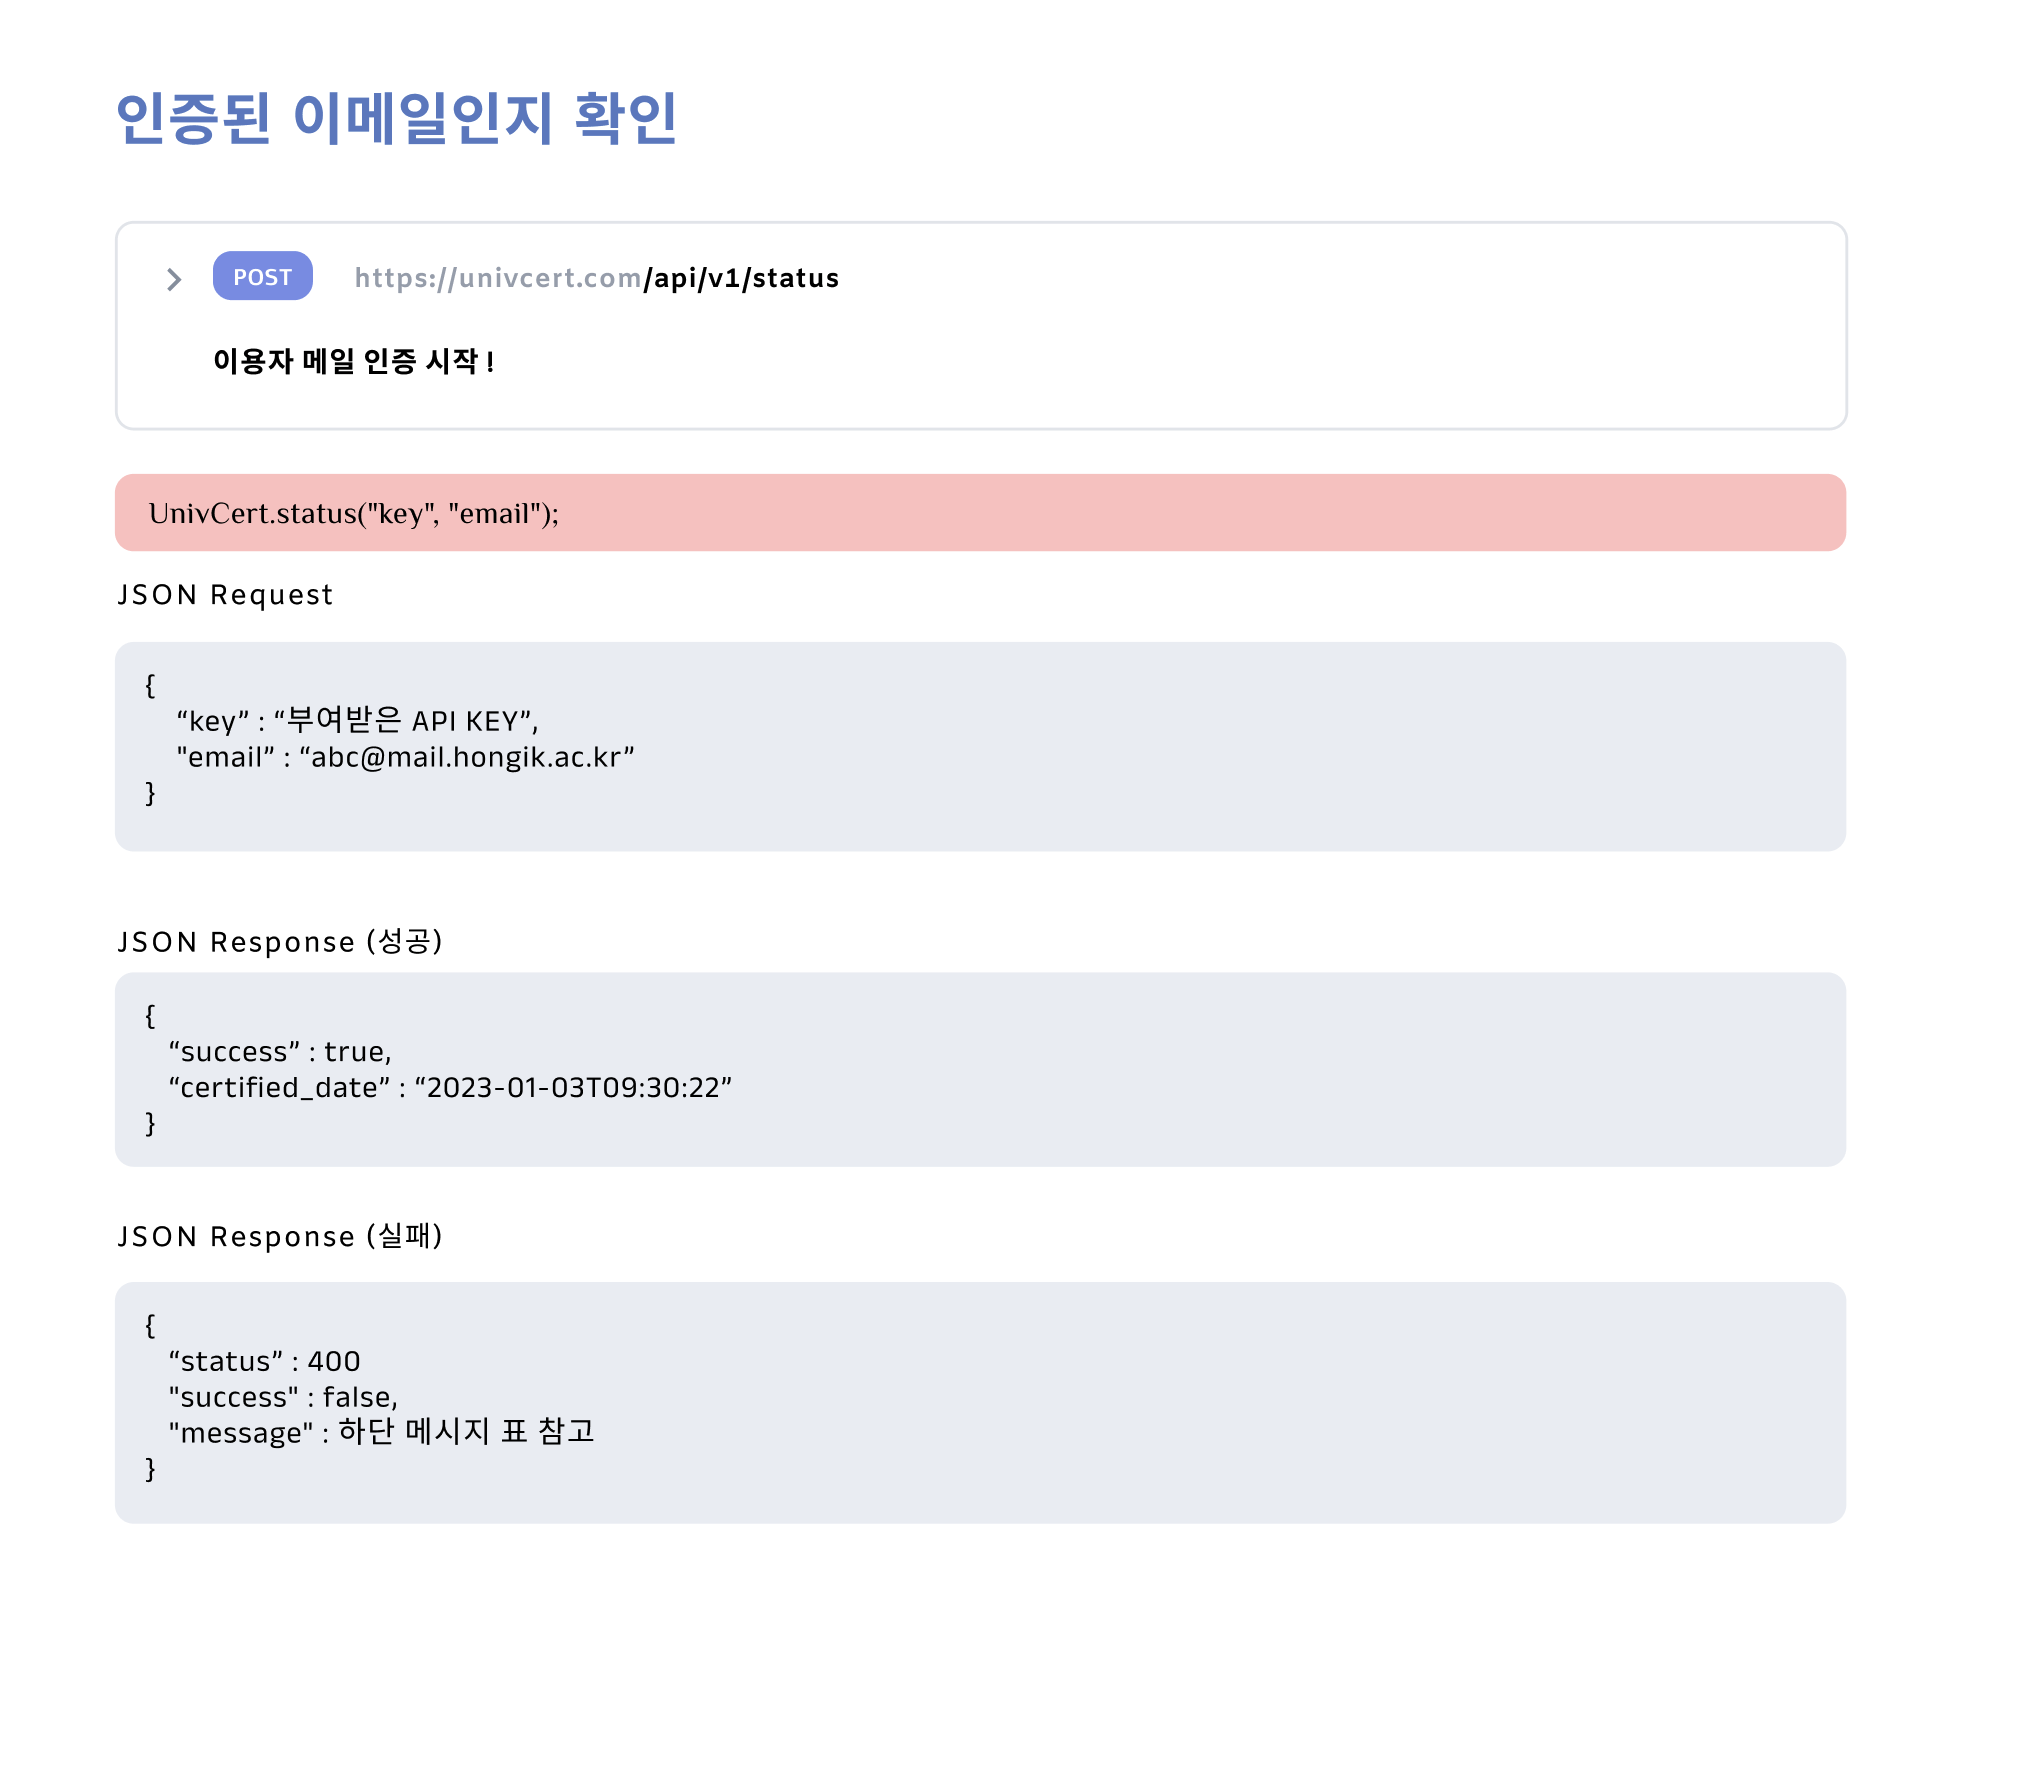 인증된 이메일인지 확인
POST https://univcert.com/api/v1/status
이용자 메일 인증 시작 !
UnivCert.status("key", "email");
JSON Request
{
“key” : “부여받은 API KEY”,
"email” : “abc@mail.hongik.ac.kr”
}
JSON Response (성공)
{
“success” : true,
“certified_date” : “2023-01-03T09:30:22”
}
JSON Response (실패)
{
“status” : 400
"success" : false,
"message" : 하단 메시지 표 참고
}